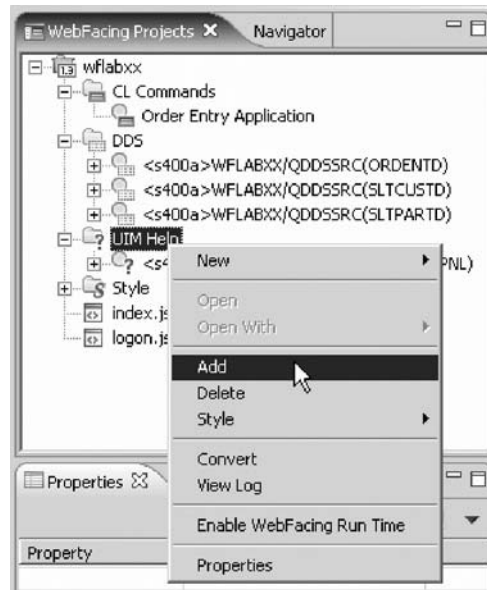 WebFacing Projects Navigator
wflabxx
CL Commands
Order Entry Application
DDS
<s400a>WFLABXX/QDDSSRC(ORDENTD)
<s400a>WFLABXX/QDDSSRC(SLTCUSTD)
<s400a>WFLABXX/QDDSSRC(SLTPARTD)
UIM Help
New
Style
Open
index.js
Open With
logon.js
Add
Delete
Style
Convert
Properties
View Log
Enable WebFacing Run Time
Property
Properties